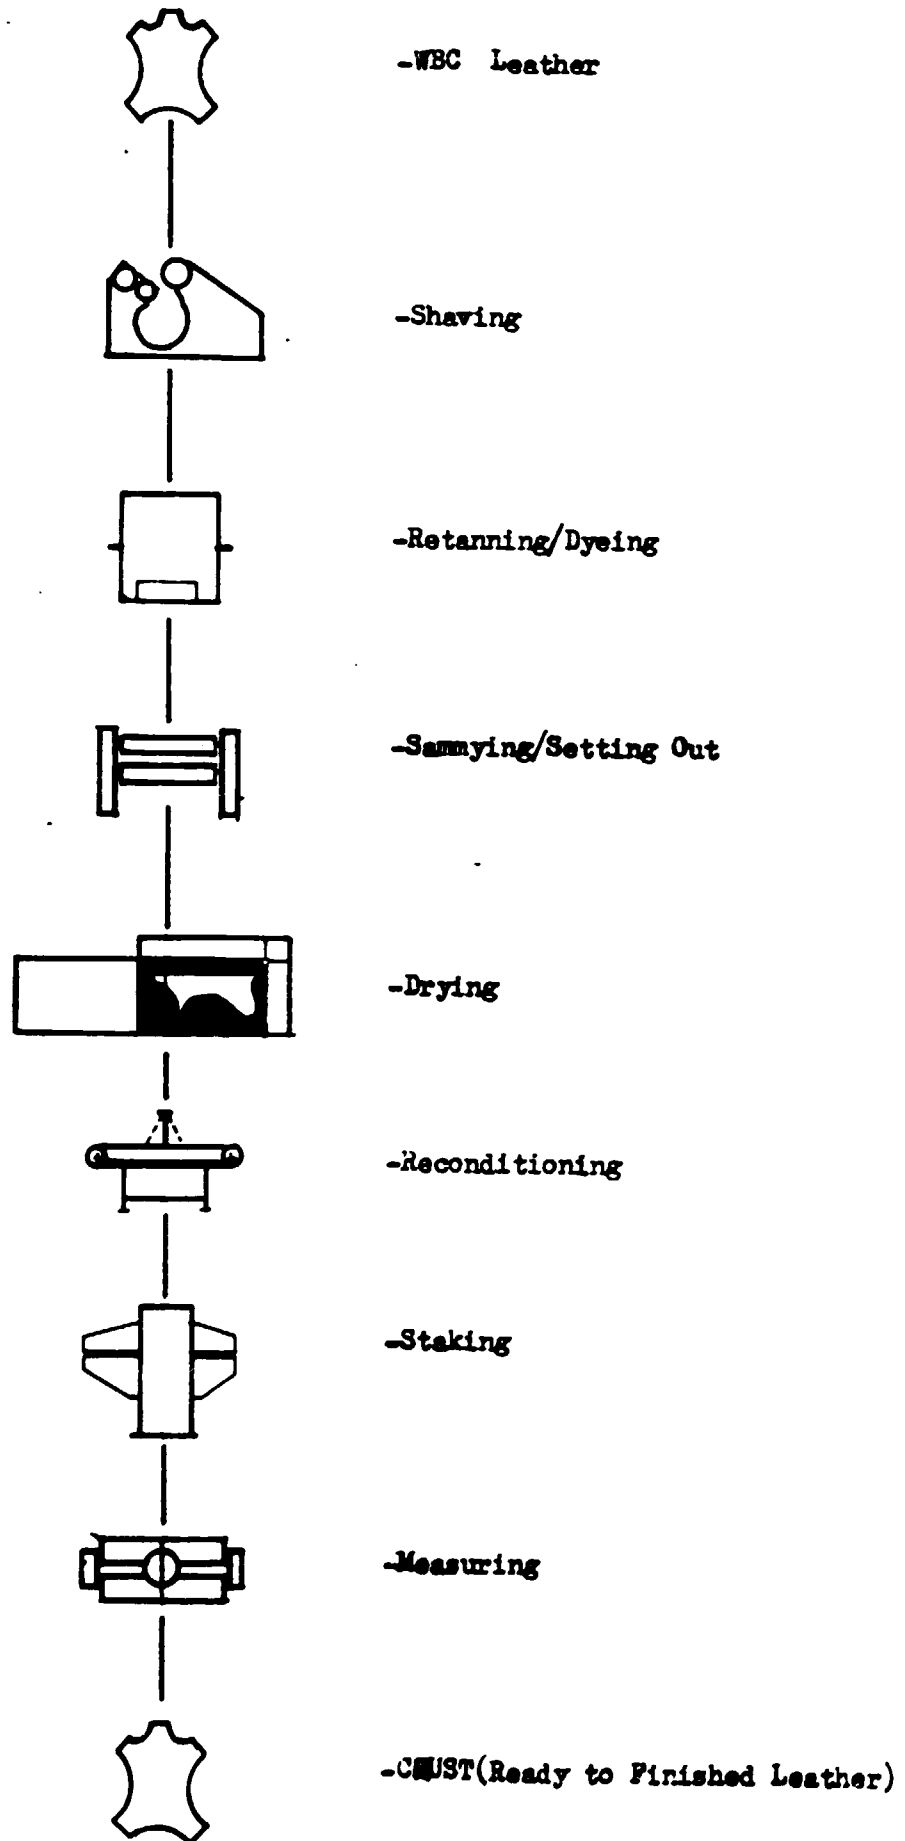 -WBC Leather
-Shaving
-Retanning/Dyeing
-Sammying/Setting Out
-Drying
-Reconditioning
-Staking
-Measuring
-CRUST(Ready to Finished Leather)